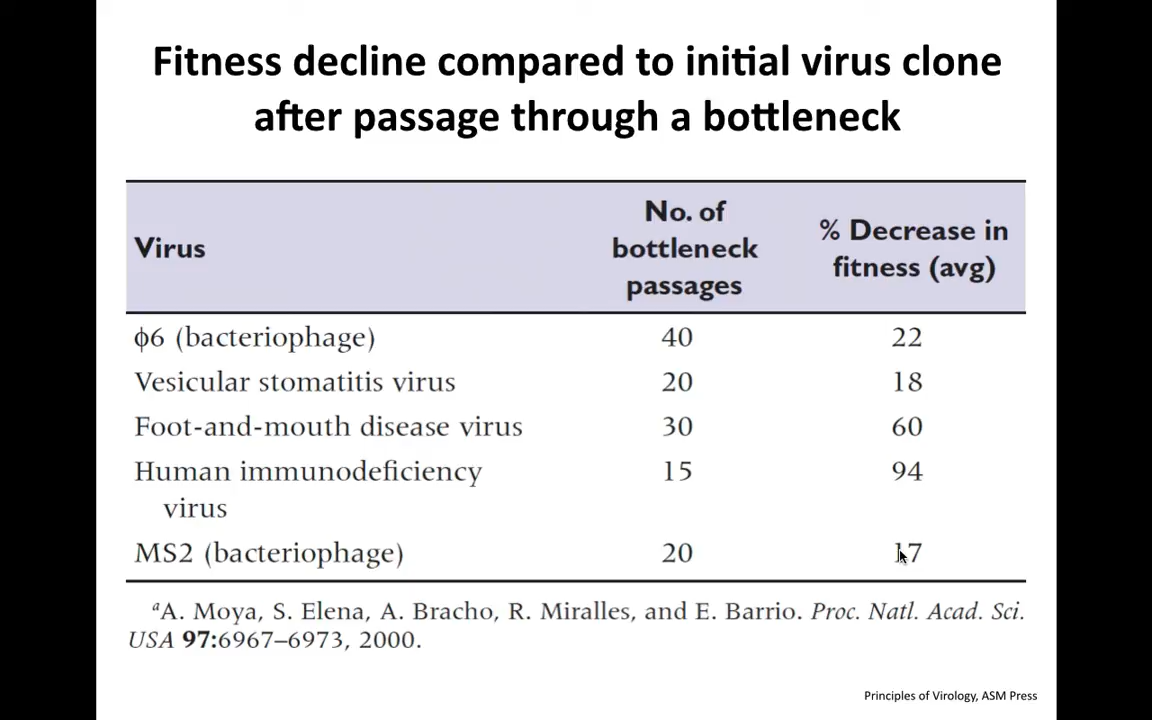 Fitness decline compared to initial virus clone
after passage through a bottleneck
Virus
No. of
bottleneck
passages
% Decrease in
fitness (avg)
ϕ6 (bacteriophage) 40 22
Vesicular stomatitis virus 20 18
Foot-and-mouth disease virus 30 60
Human immunodeficiency 15 94
virus
MS2 (bacteriophage) 20 17
ᵃA. Moya, S. Elena, A. Bracho, R. Miralles, and E. Barrio. Proc. Natl. Acad. Sci.
USA 97:6967–6973, 2000.
Principles of Virology, ASM Press